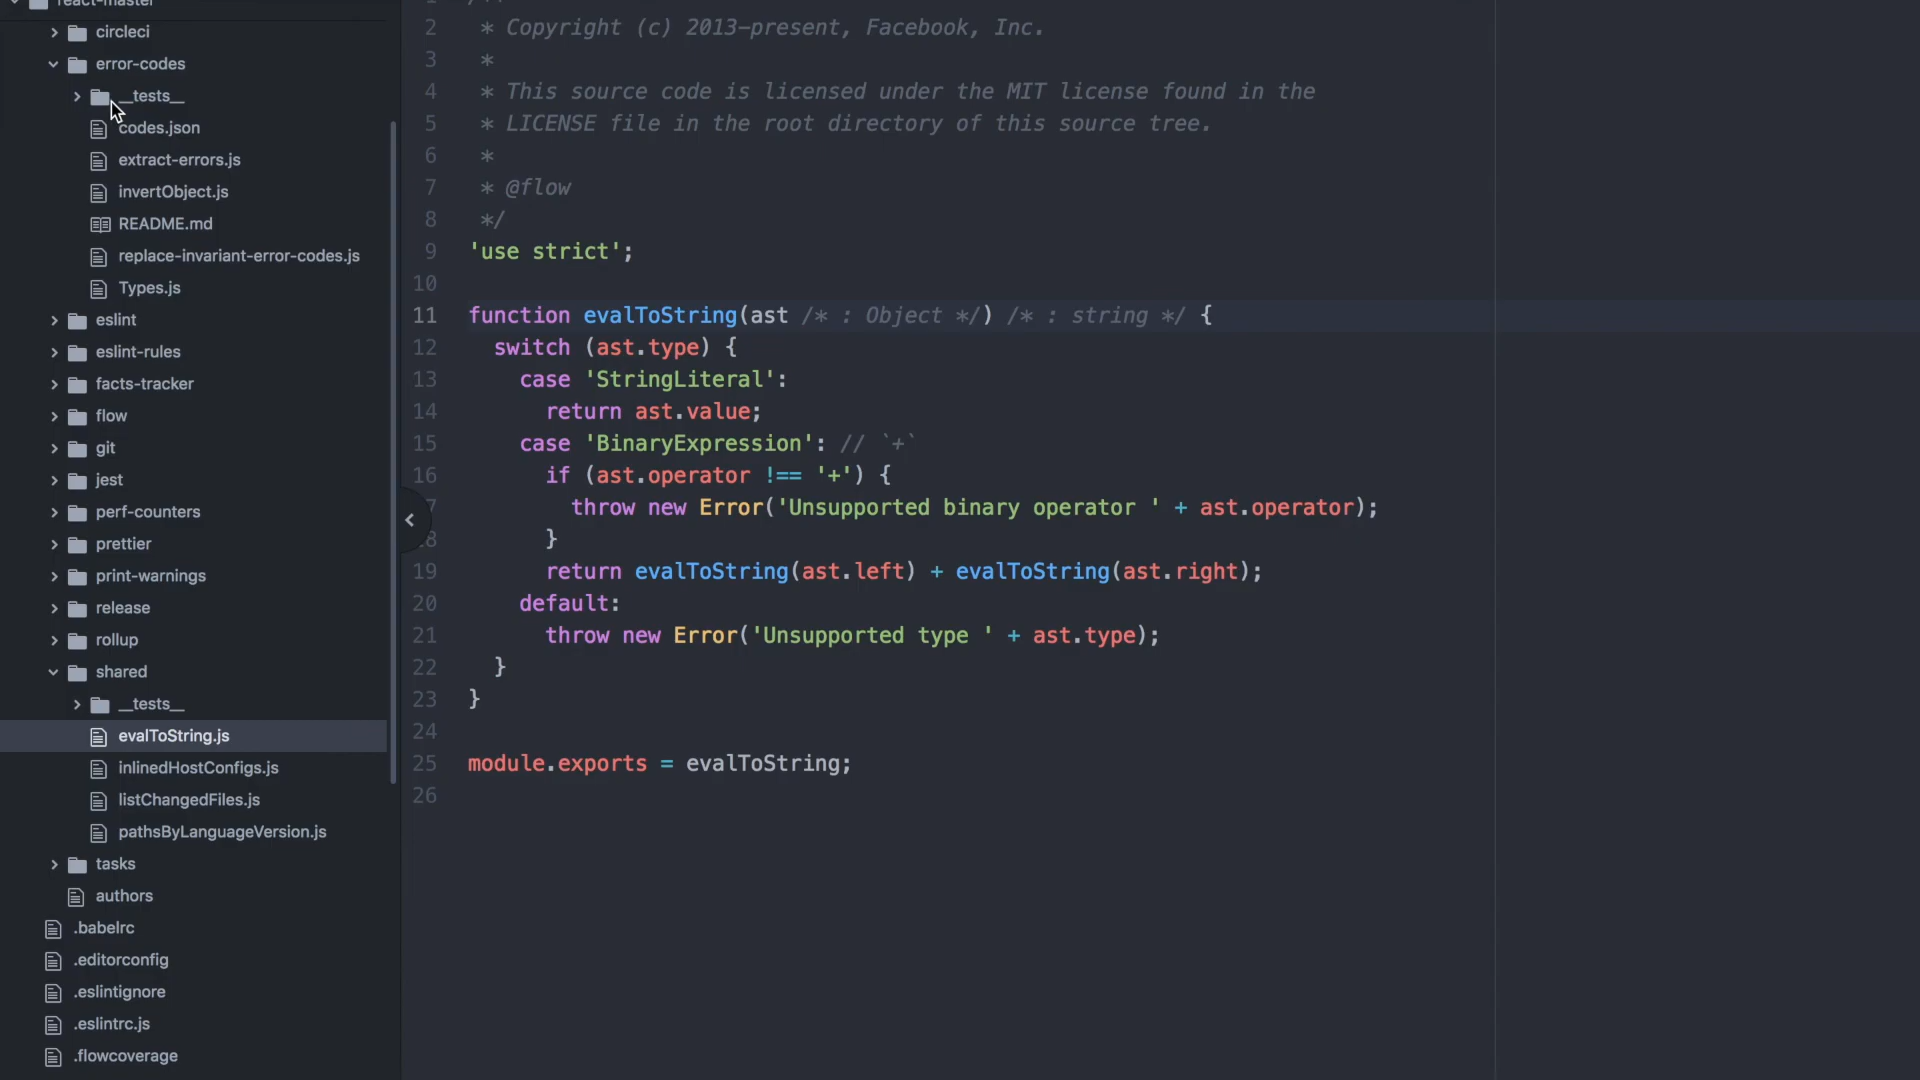 react-master
circleci
error-codes
__tests__
codes.json
extract-errors.js
invertObject.js
README.md
replace-invariant-error-codes.js
Types.js
eslint
eslint-rules
facts-tracker
flow
git
jest
perf-counters
prettier
print-warnings
release
rollup
shared
__tests__
evalToString.js
inlinedHostConfigs.js
listChangedFiles.js
pathsByLanguageVersion.js
tasks
authors
.babelrc
.editorconfig
.eslintignore
.eslintrc.js
.flowcoverage
2  * Copyright (c) 2013-present, Facebook, Inc.
3  *
4  * This source code is licensed under the MIT license found in the
5  * LICENSE file in the root directory of this source tree.
6  *
7  * @flow
8  */
9 'use strict';
10
11 function evalToString(ast /* : Object */) /* : string */ {
12   switch (ast.type) {
13     case 'StringLiteral':
14       return ast.value;
15     case 'BinaryExpression': // `+`
16       if (ast.operator !== '+') {
7         throw new Error('Unsupported binary operator ' + ast.operator);
8       }
19       return evalToString(ast.left) + evalToString(ast.right);
20     default:
21       throw new Error('Unsupported type ' + ast.type);
22   }
23 }
24
25 module.exports = evalToString;
26